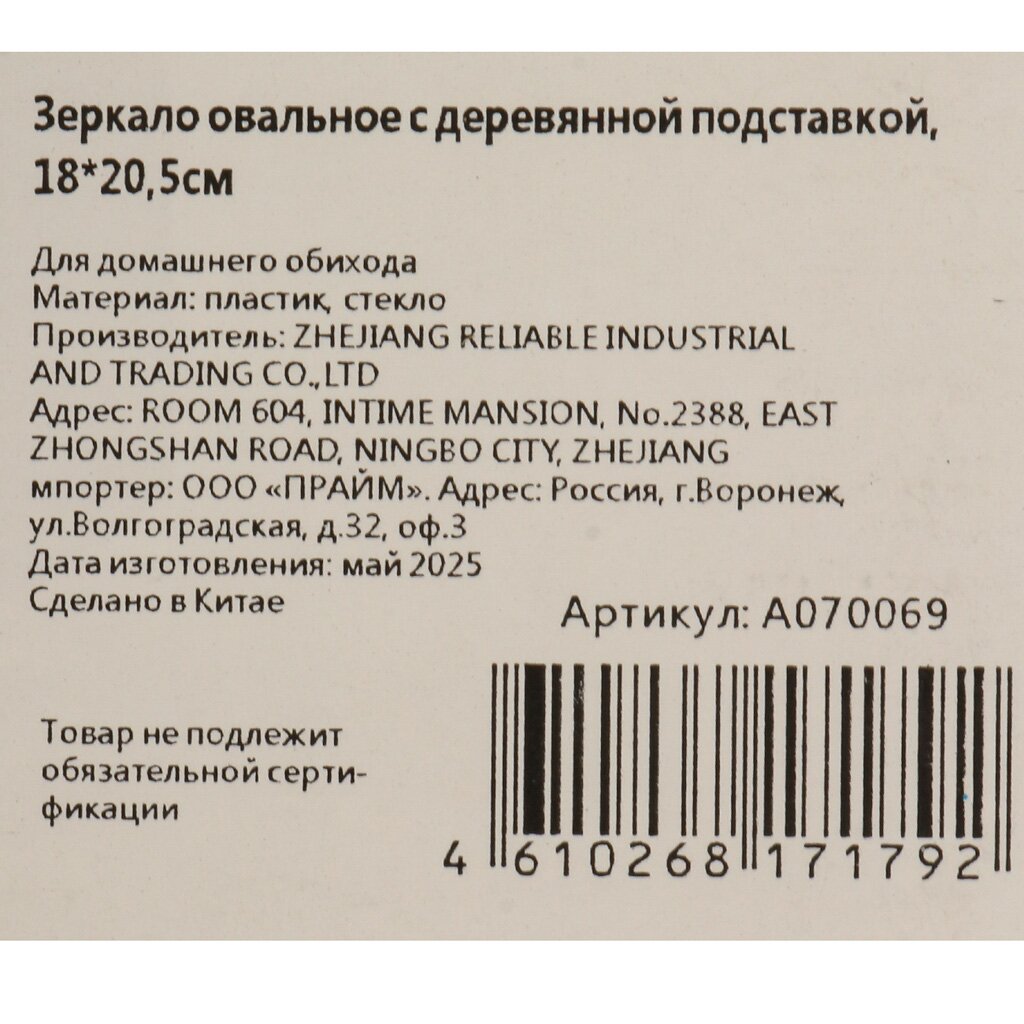 Зеркало овальное с деревянной подставкой,
18*20,5см
Для домашнего обихода
Материал: пластик, стекло
Производитель: ZHEJIANG RELIABLE INDUSTRIAL
AND TRADING CO.,LTD
Адрес: ROOM 604, INTIME MANSION, No.2388, EAST
ZHONGSHAN ROAD, NINGBO CITY, ZHEJIANG
мпортер: ООО «ПРАЙМ». Адрес: Россия, г.Воронеж,
ул.Волгоградская, д.32, оф.3
Дата изготовления: май 2025
Сделано в Китае
Артикул: A070069
Товар не подлежит
обязательной серти-
фикации
4 610268 171792